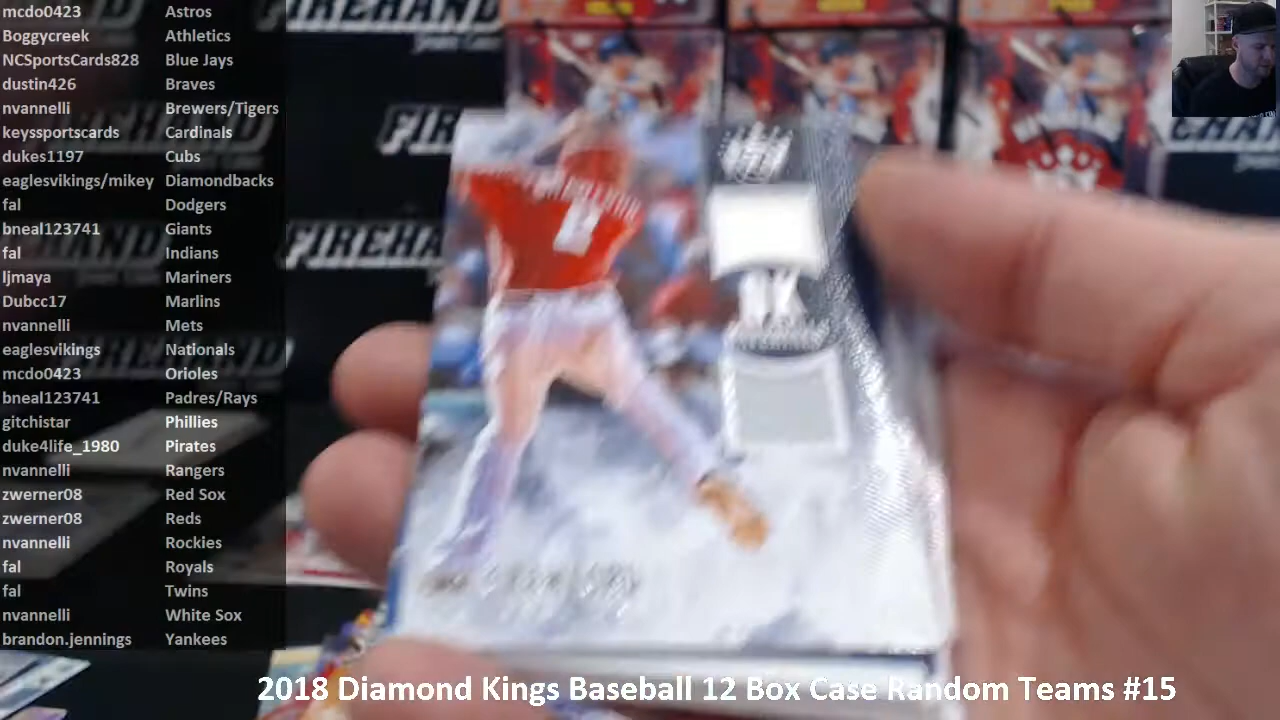 mcdo0423 Astros
Boggycreek Athletics
NCSportsCards828 Blue Jays
dustin426 Braves
nvannelli Brewers/Tigers
keyssportscards Cardinals
dukes1197 Cubs
eaglesvikings/mikey Diamondbacks
fal Dodgers
bneal123741 Giants
fal Indians
ljmaya Mariners
Dubcc17 Marlins
nvannelli Mets
eaglesvikings Nationals
mcdo0423 Orioles
bneal123741 Padres/Rays
gitchistar Phillies
duke4life_1980 Pirates
nvannelli Rangers
zwerner08 Red Sox
zwerner08 Reds
nvannelli Rockies
fal Royals
fal Twins
nvannelli White Sox
brandon.jennings Yankees
FIREHAND
2018 Diamond Kings Baseball 12 Box Case Random Teams #15